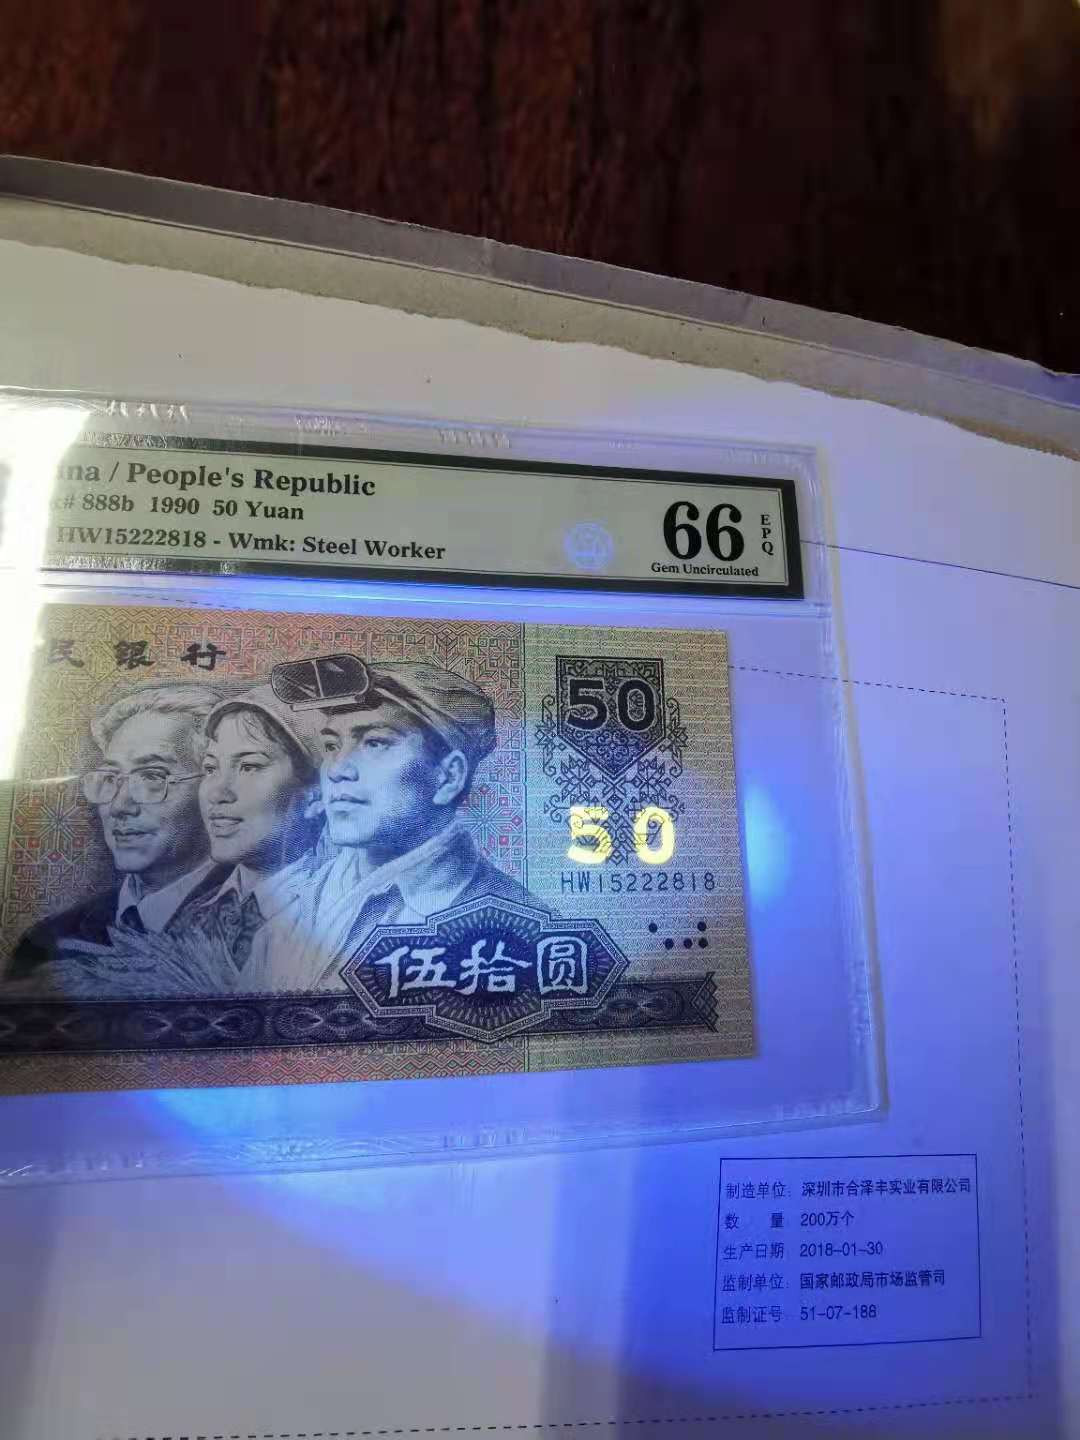 na / People's Republic
# 888b 1990 50 Yuan
HW15222818 - Wmk: Steel Worker
66
EPQ
Gem Uncirculated
民银行
50
50
HW15222818
伍拾圆
制造单位: 深圳市合泽丰实业有限公司
数 量 200万个
生产日期 2018-01-30
监制单位: 国家邮政局市场监管司
监制证号 51-07-188